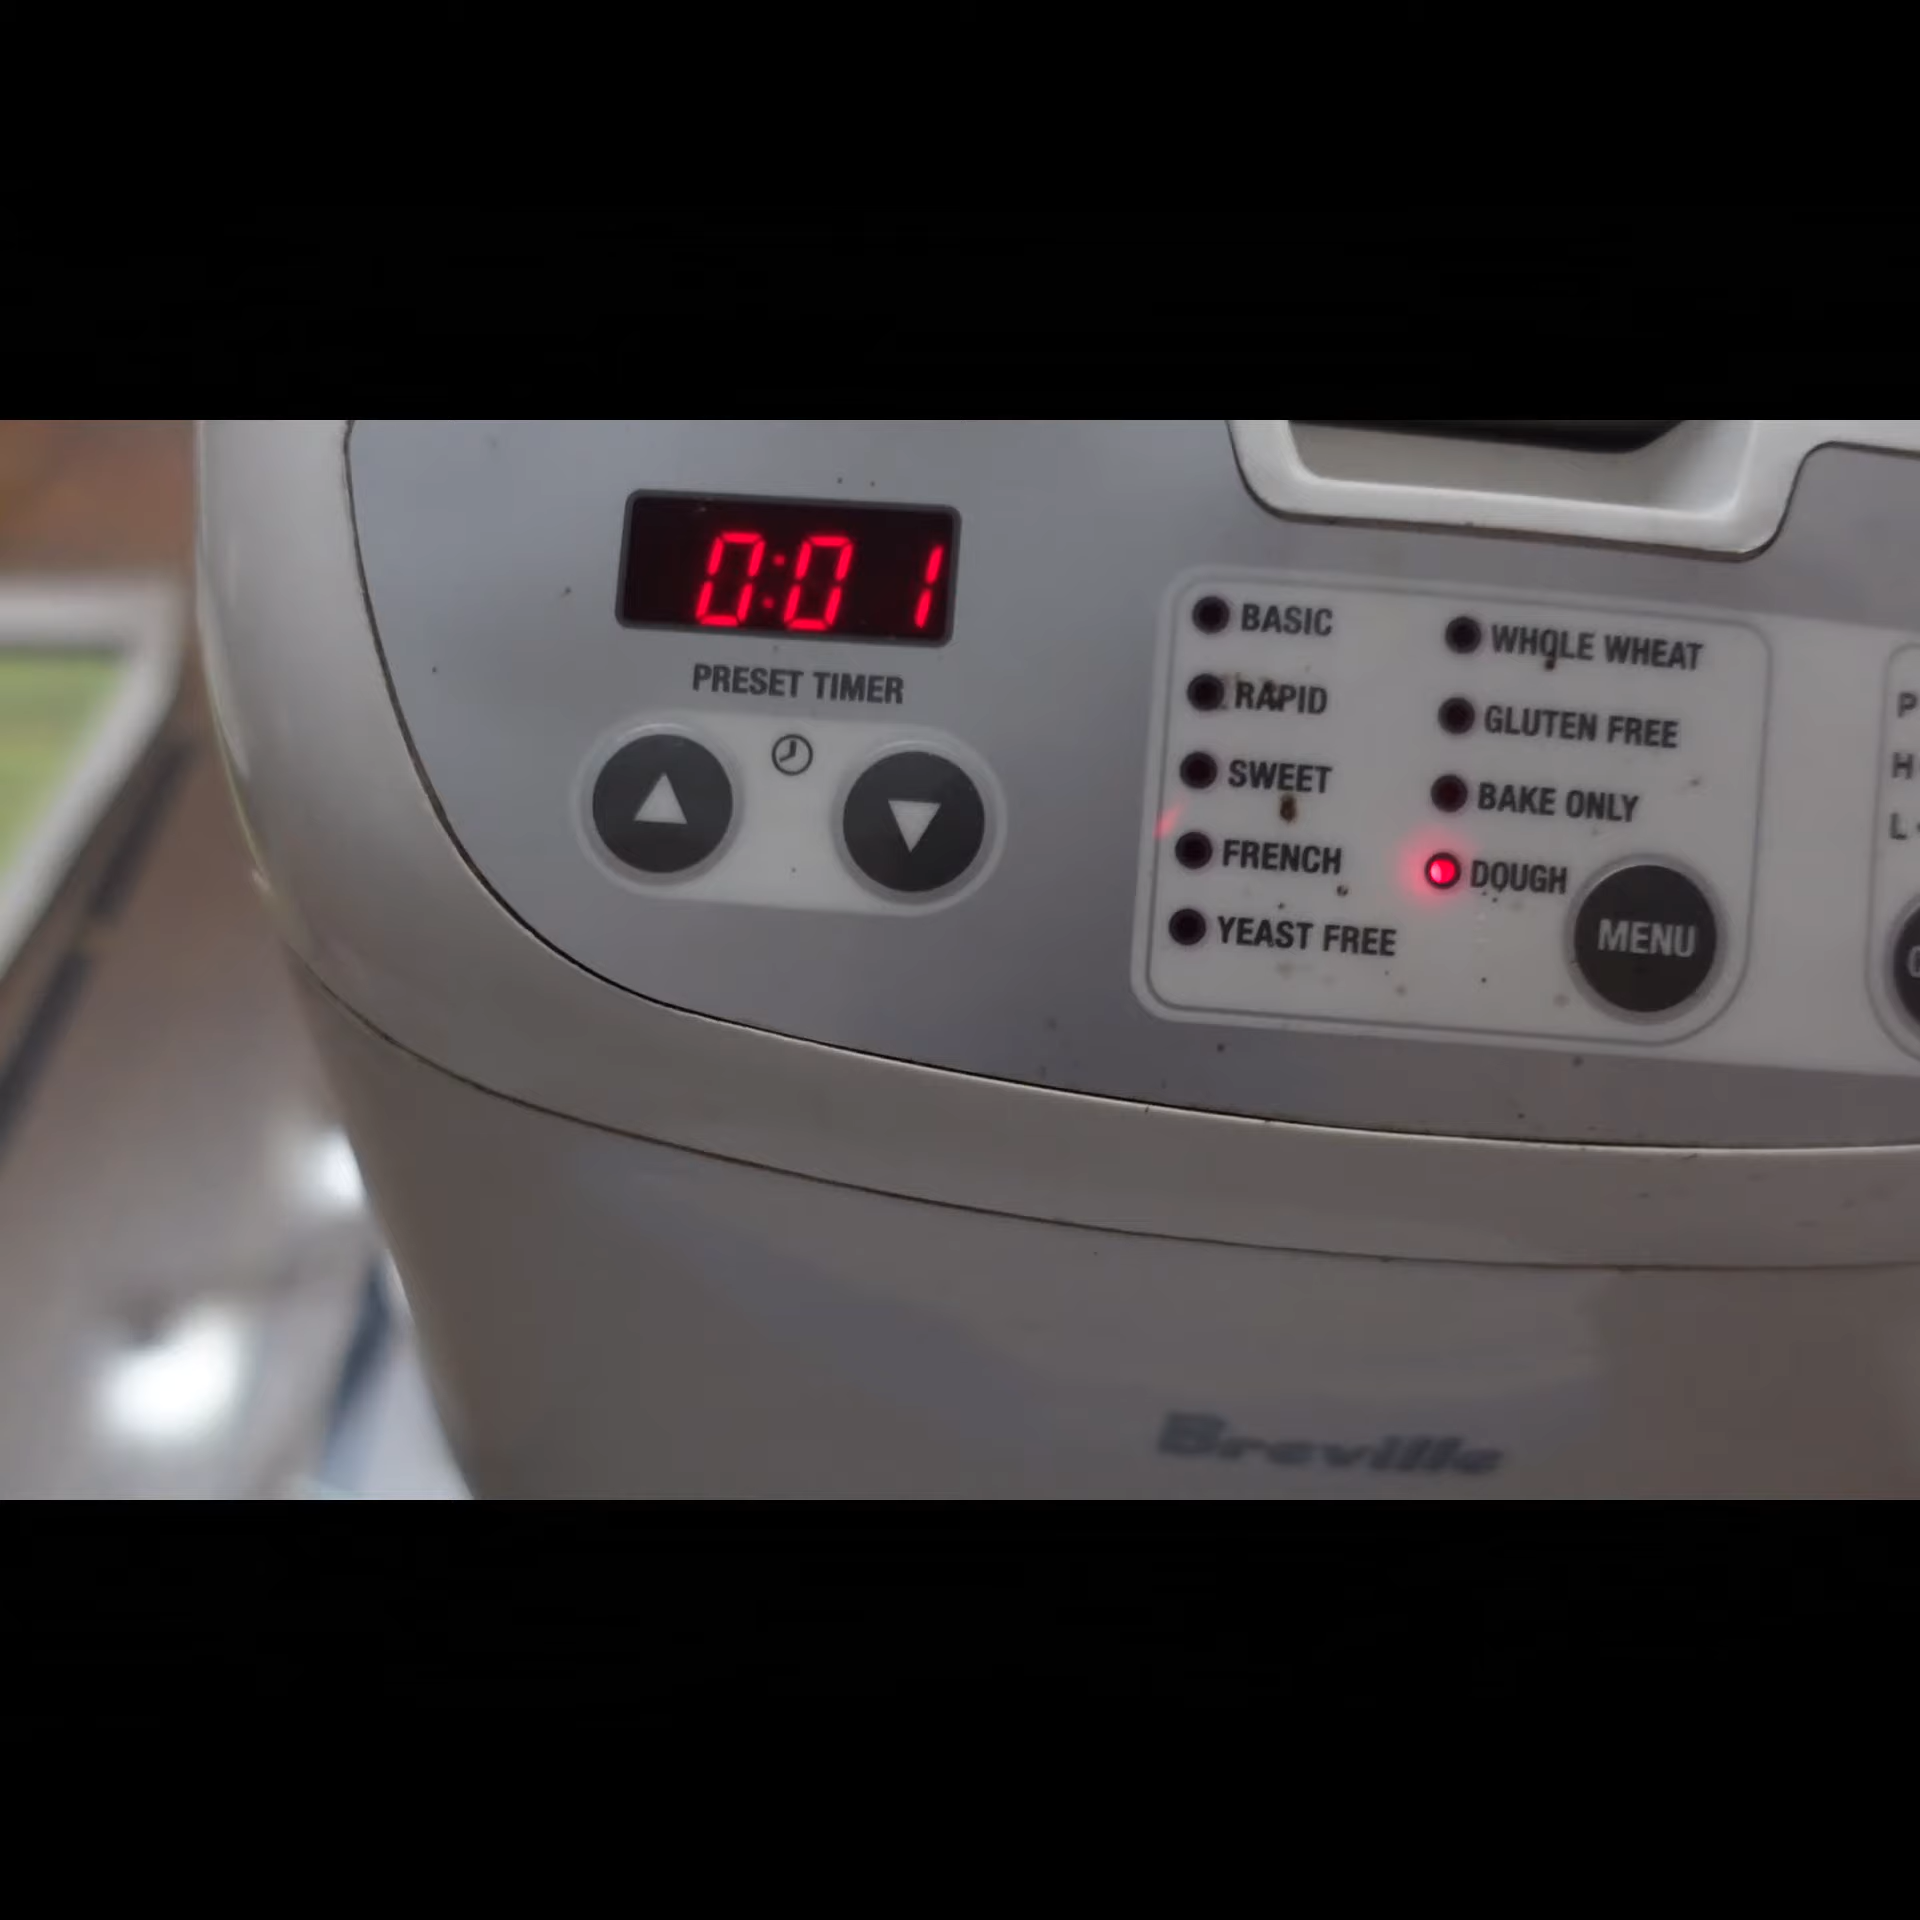 0:01
PRESET TIMER
BASIC
RAPID
SWEET
FRENCH
YEAST FREE
WHOLE WHEAT
GLUTEN FREE
BAKE ONLY
DOUGH
MENU
P
H
L
Breville